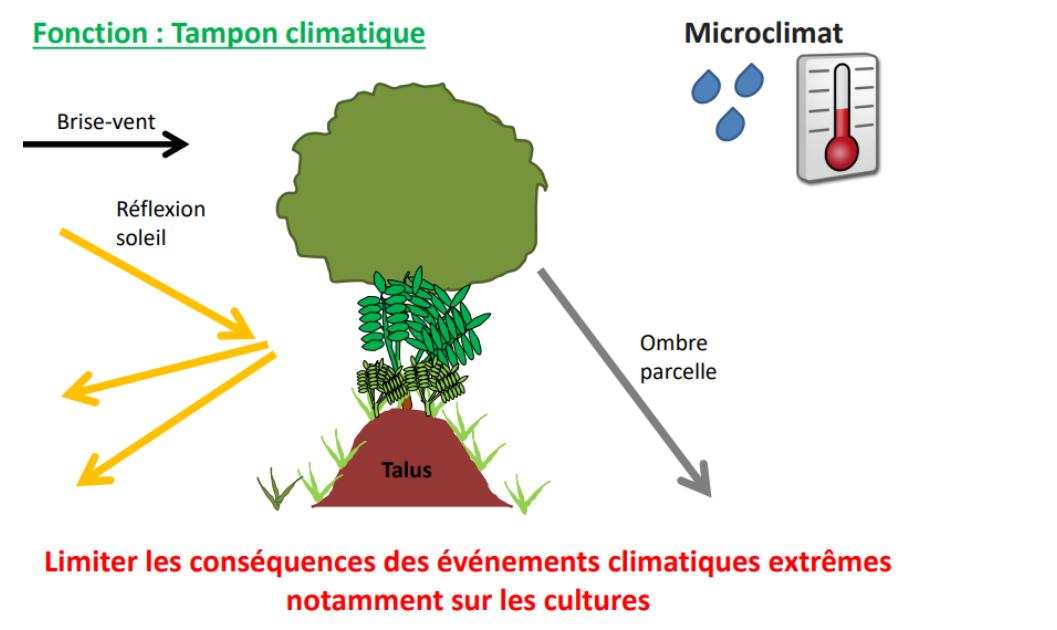 Fonction : Tampon climatique
Microclimat
Brise-vent
Réflexion
soleil
Ombre
parcelle
Talus
Limiter les conséquences des événements climatiques extrêmes
notamment sur les cultures